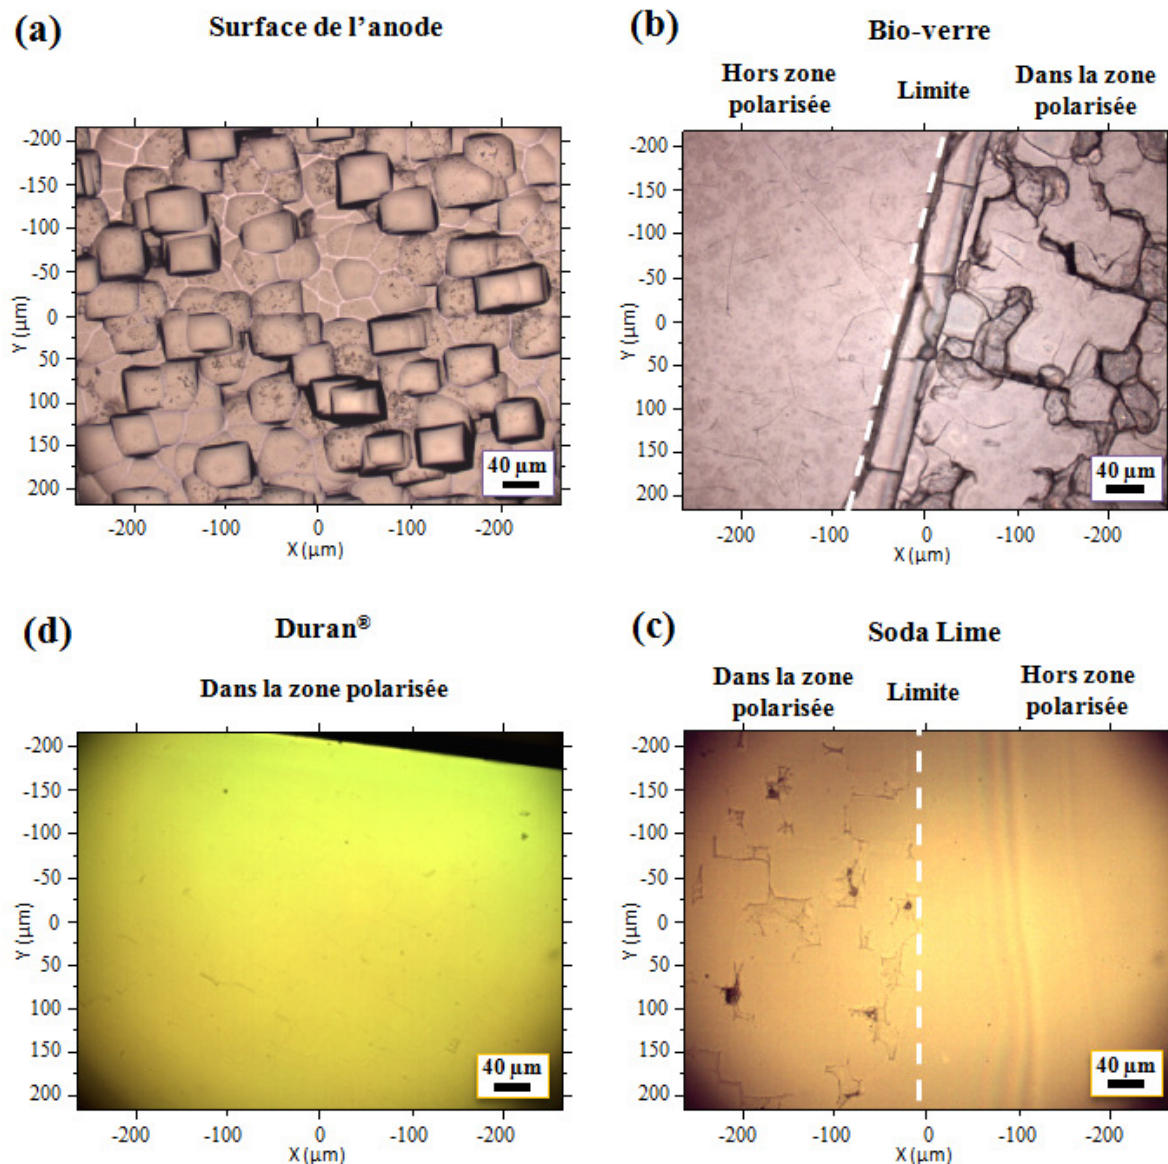 (a)
Surface de l’anode
-200
-150
-100
-50
0
50
100
150
200
Y (µm)
40 µm
-200
-100
0
-100
-200
X (µm)
(b)
Bio-verre
Hors zone
polarisée
Limite
Dans la zone
polarisée
-200
-150
-100
-50
0
50
100
150
200
Y (µm)
40 µm
-200
-100
0
-100
-200
X (µm)
(d)
Duran®
Dans la zone polarisée
-200
-150
-100
-50
0
50
100
150
200
Y (µm)
40 µm
-200
-100
0
-100
-200
X (µm)
(c)
Soda Lime
Dans la zone
polarisée
Limite
Hors zone
polarisée
-200
-150
-100
-50
0
50
100
150
200
Y (µm)
40 µm
-200
-100
0
-100
-200
X (µm)